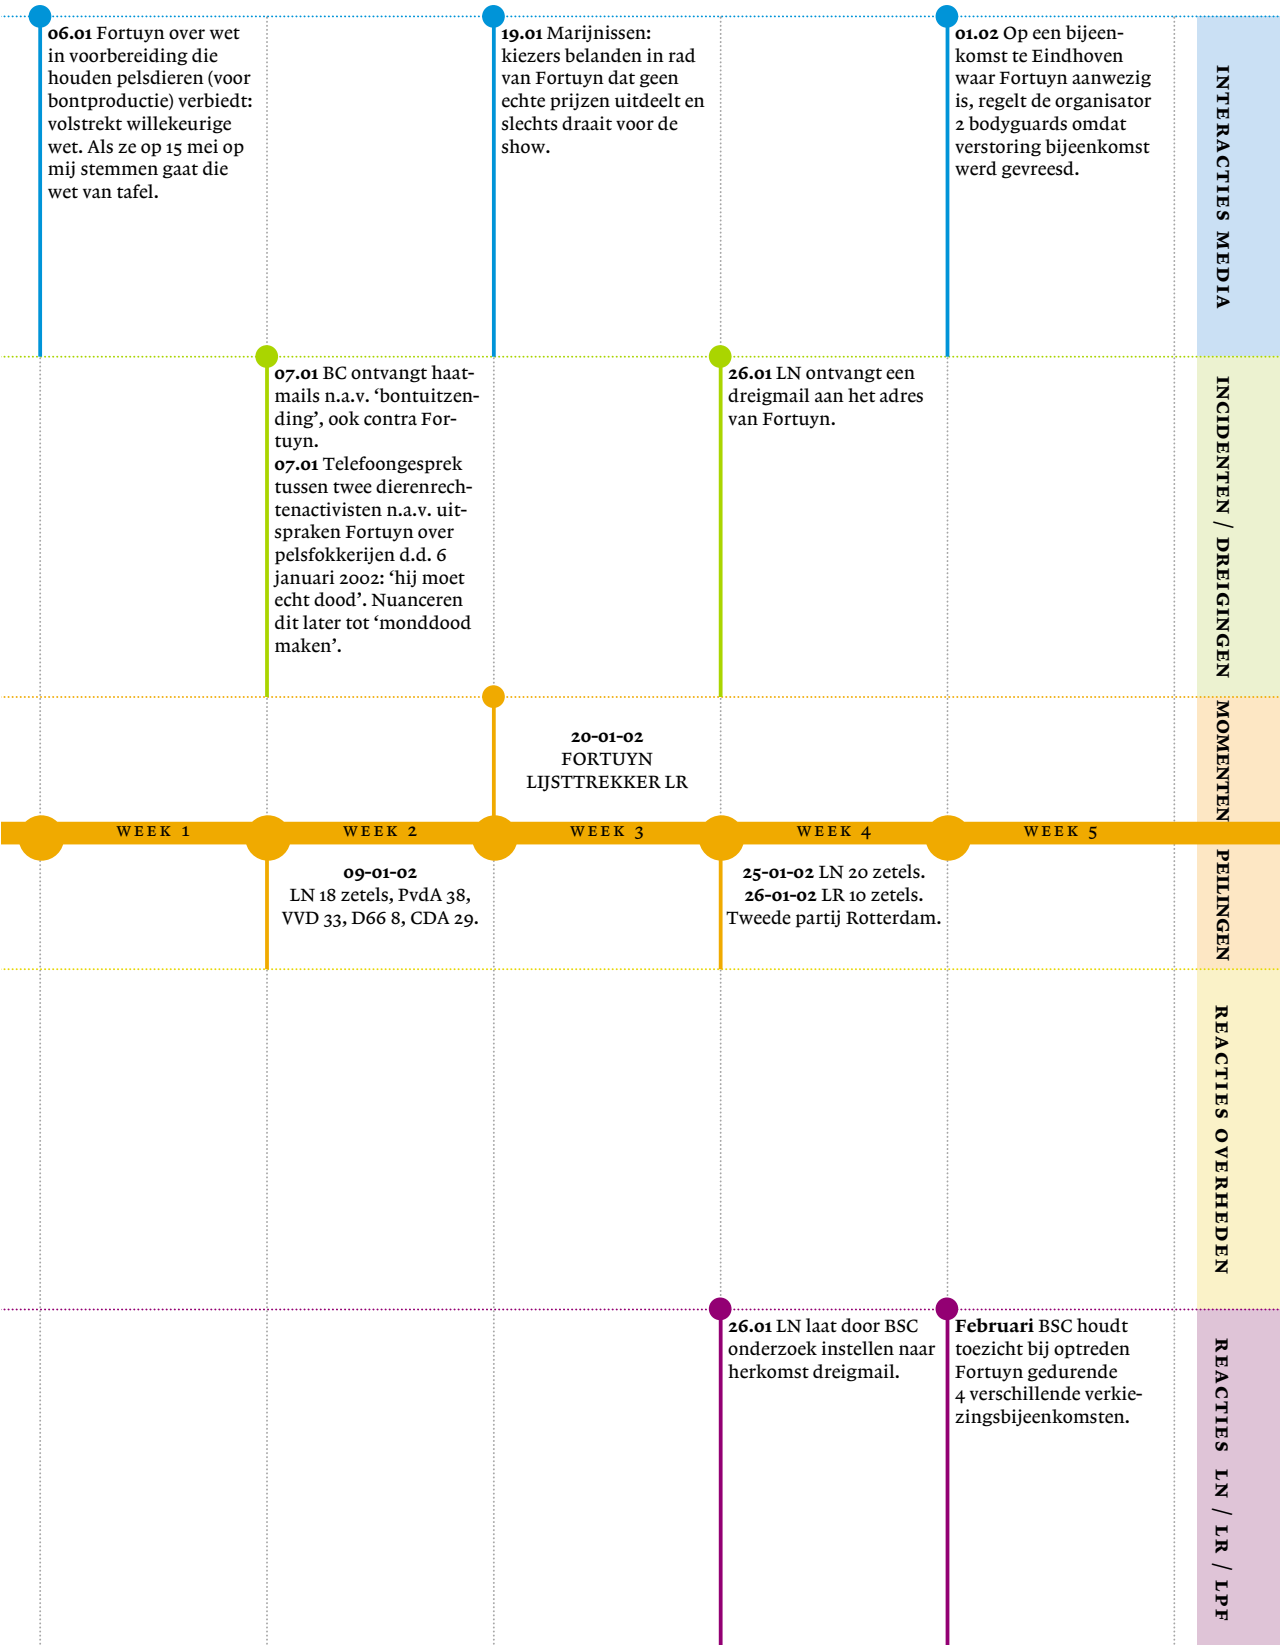 06.01 Fortuyn over wet
in voorbereiding die
houden pelsdieren (voor
bontproductie) verbiedt:
volstrekt willekeurige
wet. Als ze op 15 mei op
mij stemmen gaat die
wet van tafel.
19.01 Marijnissen:
kiezers belanden in rad
van Fortuyn dat geen
echte prijzen uitdeelt en
slechts draait voor de
show.
01.02 Op een bijeen-
komst te Eindhoven
waar Fortuyn aanwezig
is, regelt de organisator
2 bodyguards omdat
verstoring bijeenkomst
werd gevreesd.
INTERACTIES MEDIA
07.01 BC ontvangt haat-
mails n.a.v. ‘bontuitzen-
ding’, ook contra For-
tuyn.
07.01 Telefoongesprek
tussen twee dierenrech-
tenactivisten n.a.v. uit-
spraken Fortuyn over
pelsfokkerijen d.d. 6
januari 2002: ‘hij moet
echt dood’. Nuanceren
dit later tot ‘monddood
maken’.
26.01 LN ontvangt een
dreigmail aan het adres
van Fortuyn.
INCIDENTEN / DREIGINGEN
20-01-02
FORTUYN
LIJSTTREKKER LR
MOMENTEN
WEEK 1
WEEK 2
WEEK 3
WEEK 4
WEEK 5
09-01-02
LN 18 zetels, PvdA 38,
VVD 33, D66 8, CDA 29.
25-01-02 LN 20 zetels.
26-01-02 LR 10 zetels.
Tweede partij Rotterdam.
PEILINGEN
REACTIES OVERHEDEN
26.01 LN laat door BSC
onderzoek instellen naar
herkomst dreigmail.
Februari BSC houdt
toezicht bij optreden
Fortuyn gedurende
4 verschillende verkie-
zingsbijeenkomsten.
REACTIES LN / LR / LPF